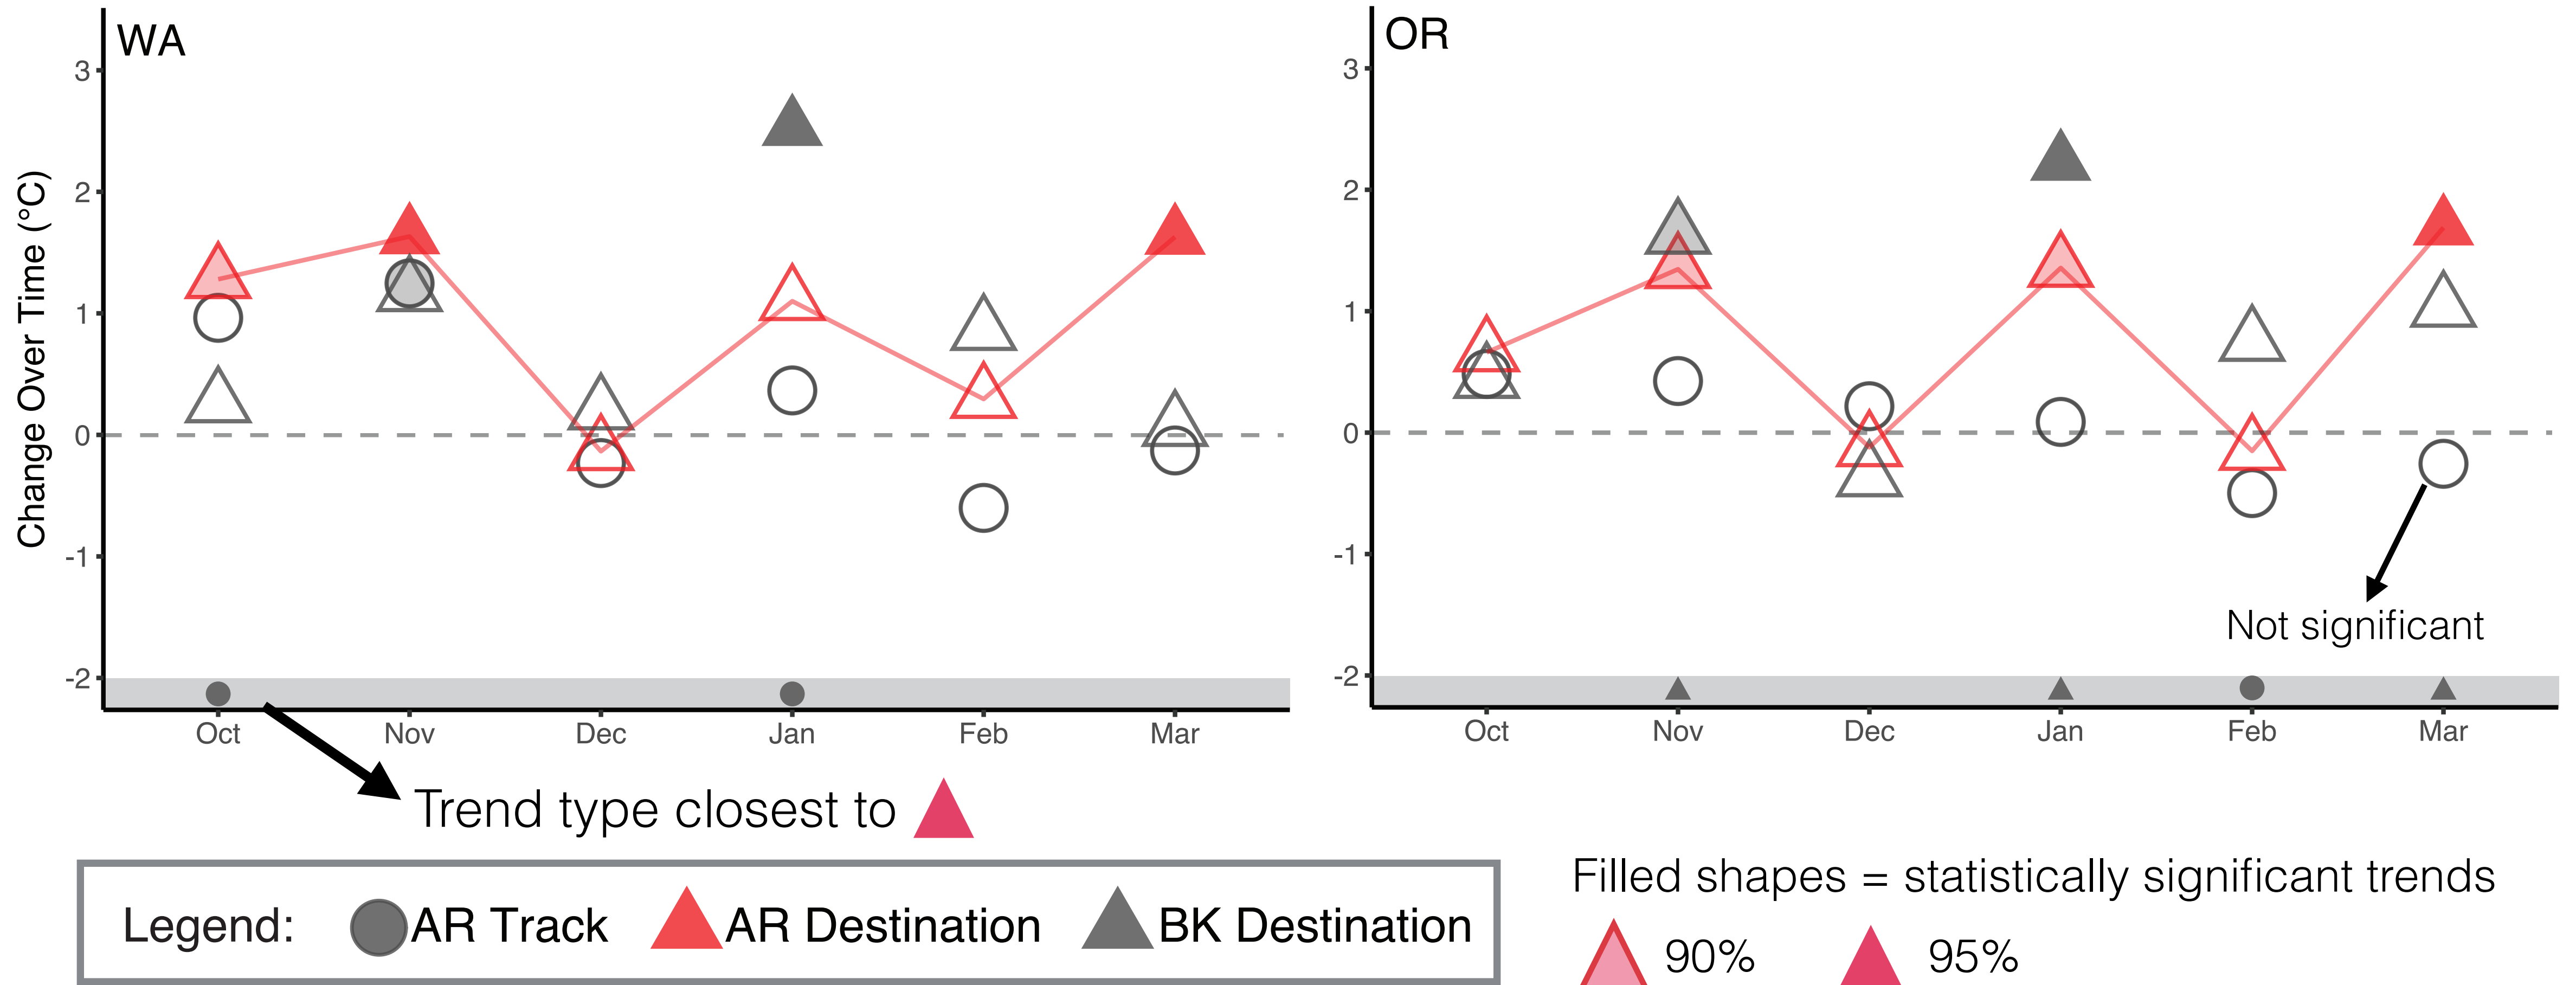 WA
Change Over Time (°C)
3
2
1
0
-1
-2
Oct Nov Dec Jan Feb Mar
OR
3
2
1
0
-1
-2
Not significant
Oct Nov Dec Jan Feb Mar
Trend type closest to
Legend: AR Track AR Destination BK Destination
Filled shapes = statistically significant trends
90% 95%